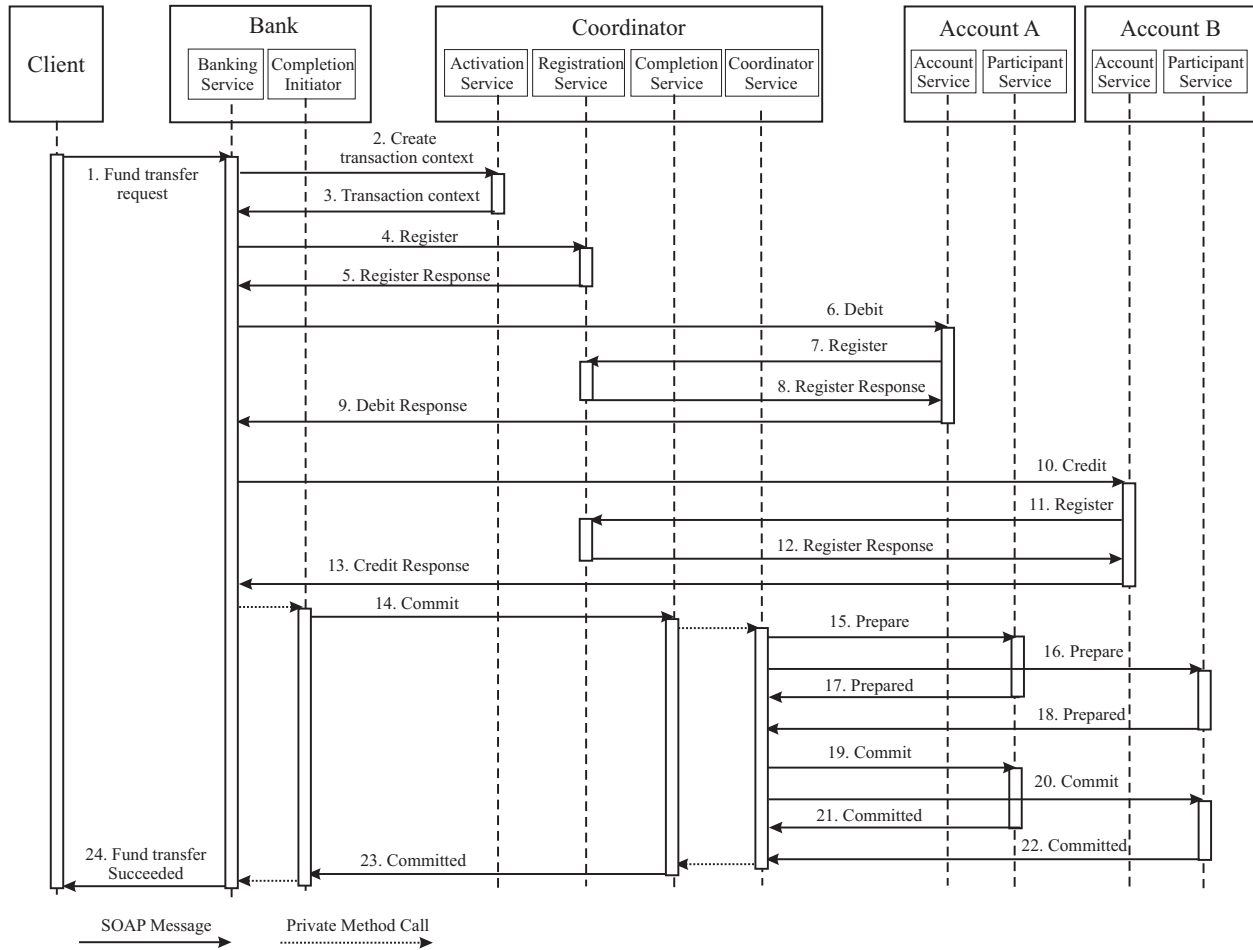 Client
Bank
Banking
Service
Completion
Initiator
Coordinator
Activation
Service
Registration
Service
Completion
Service
Coordinator
Service
Account A
Account
Service
Participant
Service
Account B
Account
Service
Participant
Service
1. Fund transfer
request
2. Create
transaction context
3. Transaction context
4. Register
5. Register Response
6. Debit
7. Register
8. Register Response
9. Debit Response
10. Credit
11. Register
12. Register Response
13. Credit Response
14. Commit
15. Prepare
16. Prepare
17. Prepared
18. Prepared
19. Commit
20. Commit
21. Committed
22. Committed
23. Committed
24. Fund transfer
Succeeded
SOAP Message
Private Method Call